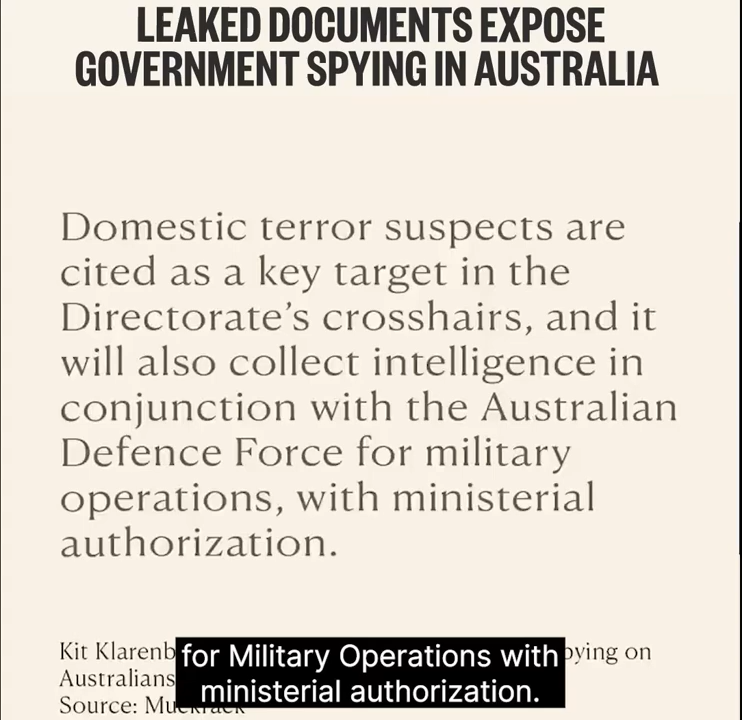 LEAKED DOCUMENTS EXPOSE
GOVERNMENT SPYING IN AUSTRALIA
Domestic terror suspects are
cited as a key target in the
Directorate’s crosshairs, and it
will also collect intelligence in
conjunction with the Australian
Defence Force for military
operations, with ministerial
authorization.
Kit on
Australians
Source:
for Military Operations with
ministerial authorization.